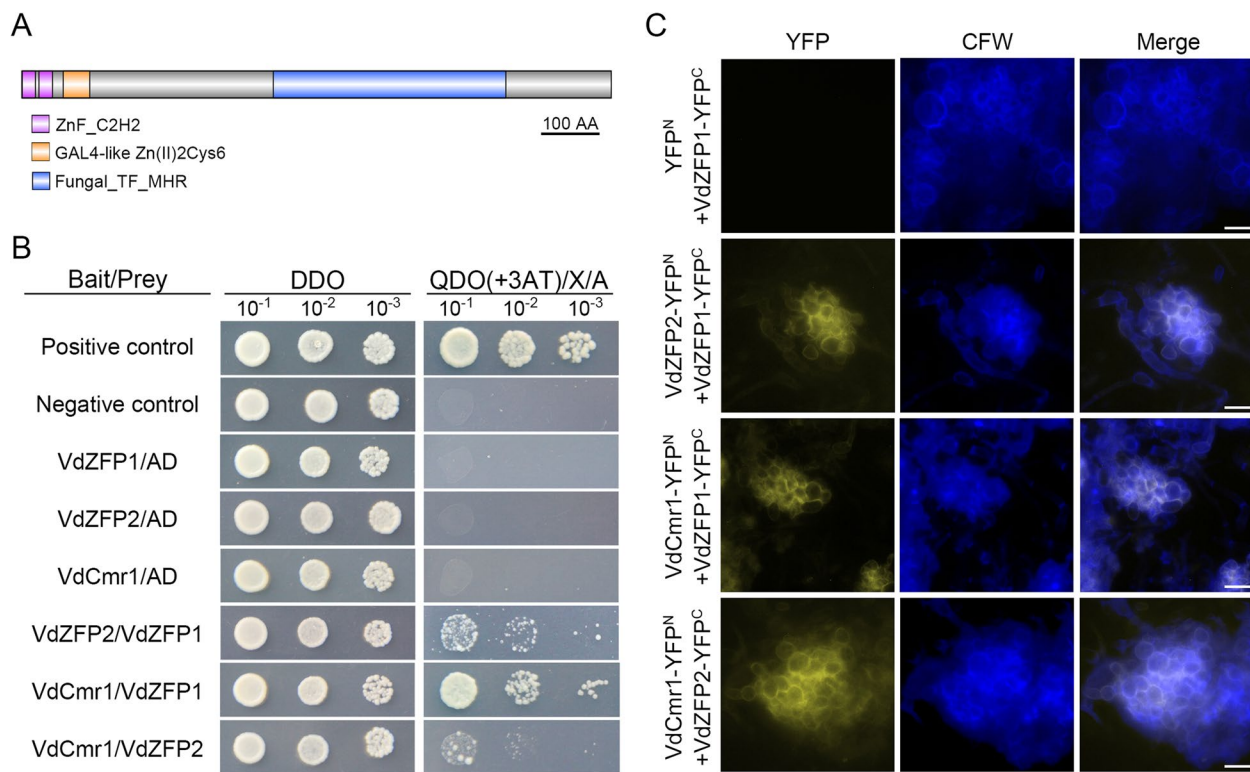 A
ZnF_C2H2
GAL4-like Zn(II)2Cys6
Fungal_TF_MHR
100 AA
B
Bait/Prey DDO QDO(+3AT)/X/A
10⁻¹ 10⁻² 10⁻³ 10⁻¹ 10⁻² 10⁻³
Positive control
Negative control
VdZFP1/AD
VdZFP2/AD
VdCmr1/AD
VdZFP2/VdZFP1
VdCmr1/VdZFP1
VdCmr1/VdZFP2
C
YFP CFW Merge
YFPᴺ
+VdZFP1-YFPᶜ
VdZFP2-YFPᴺ
+VdZFP1-YFPᶜ
VdCmr1-YFPᴺ
+VdZFP1-YFPᶜ
VdCmr1-YFPᴺ
+VdZFP2-YFPᶜ